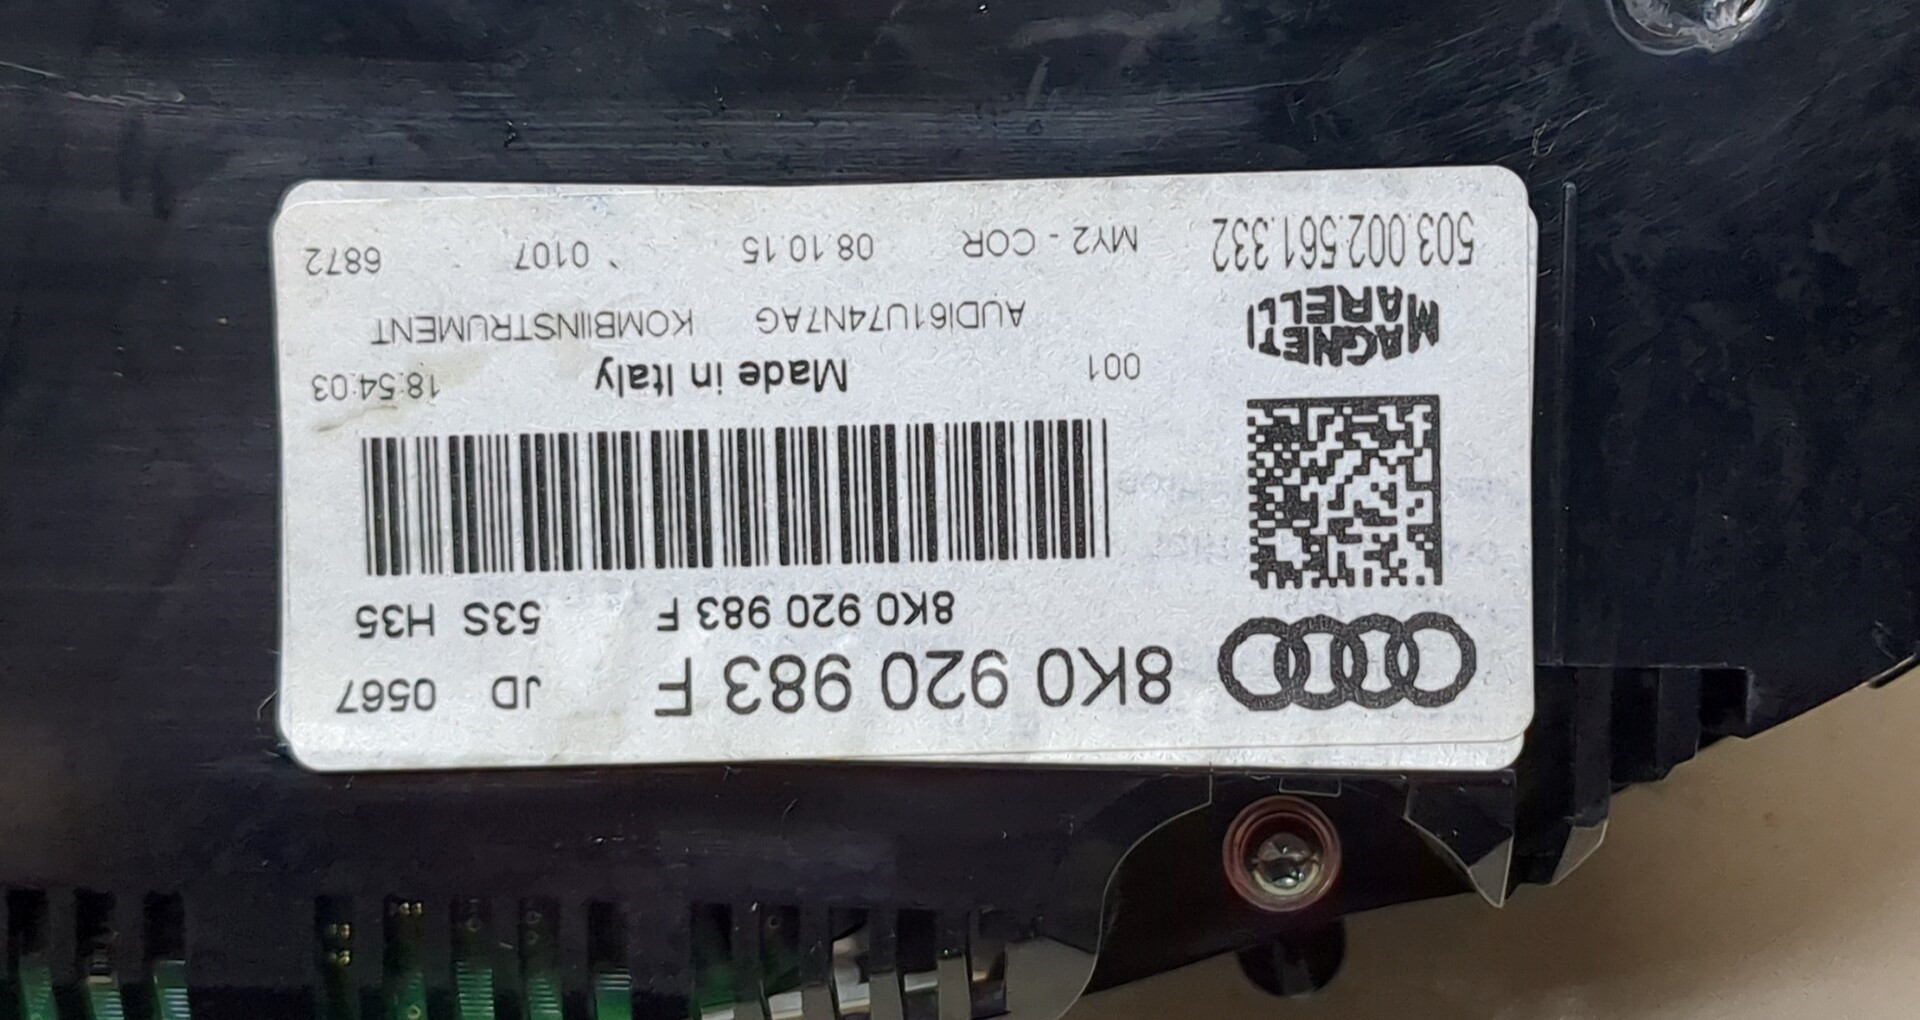 8K0 920 983 F JD 0567
8K0 920 983 F 53S H35
001 Made in Italy 18:54:03
MAGNETI
MARELLI
AUDI61U74N7AG KOMBIINSTRUMENT
503.002.561.332 MY2 - COR 08.10.15 0107 6872